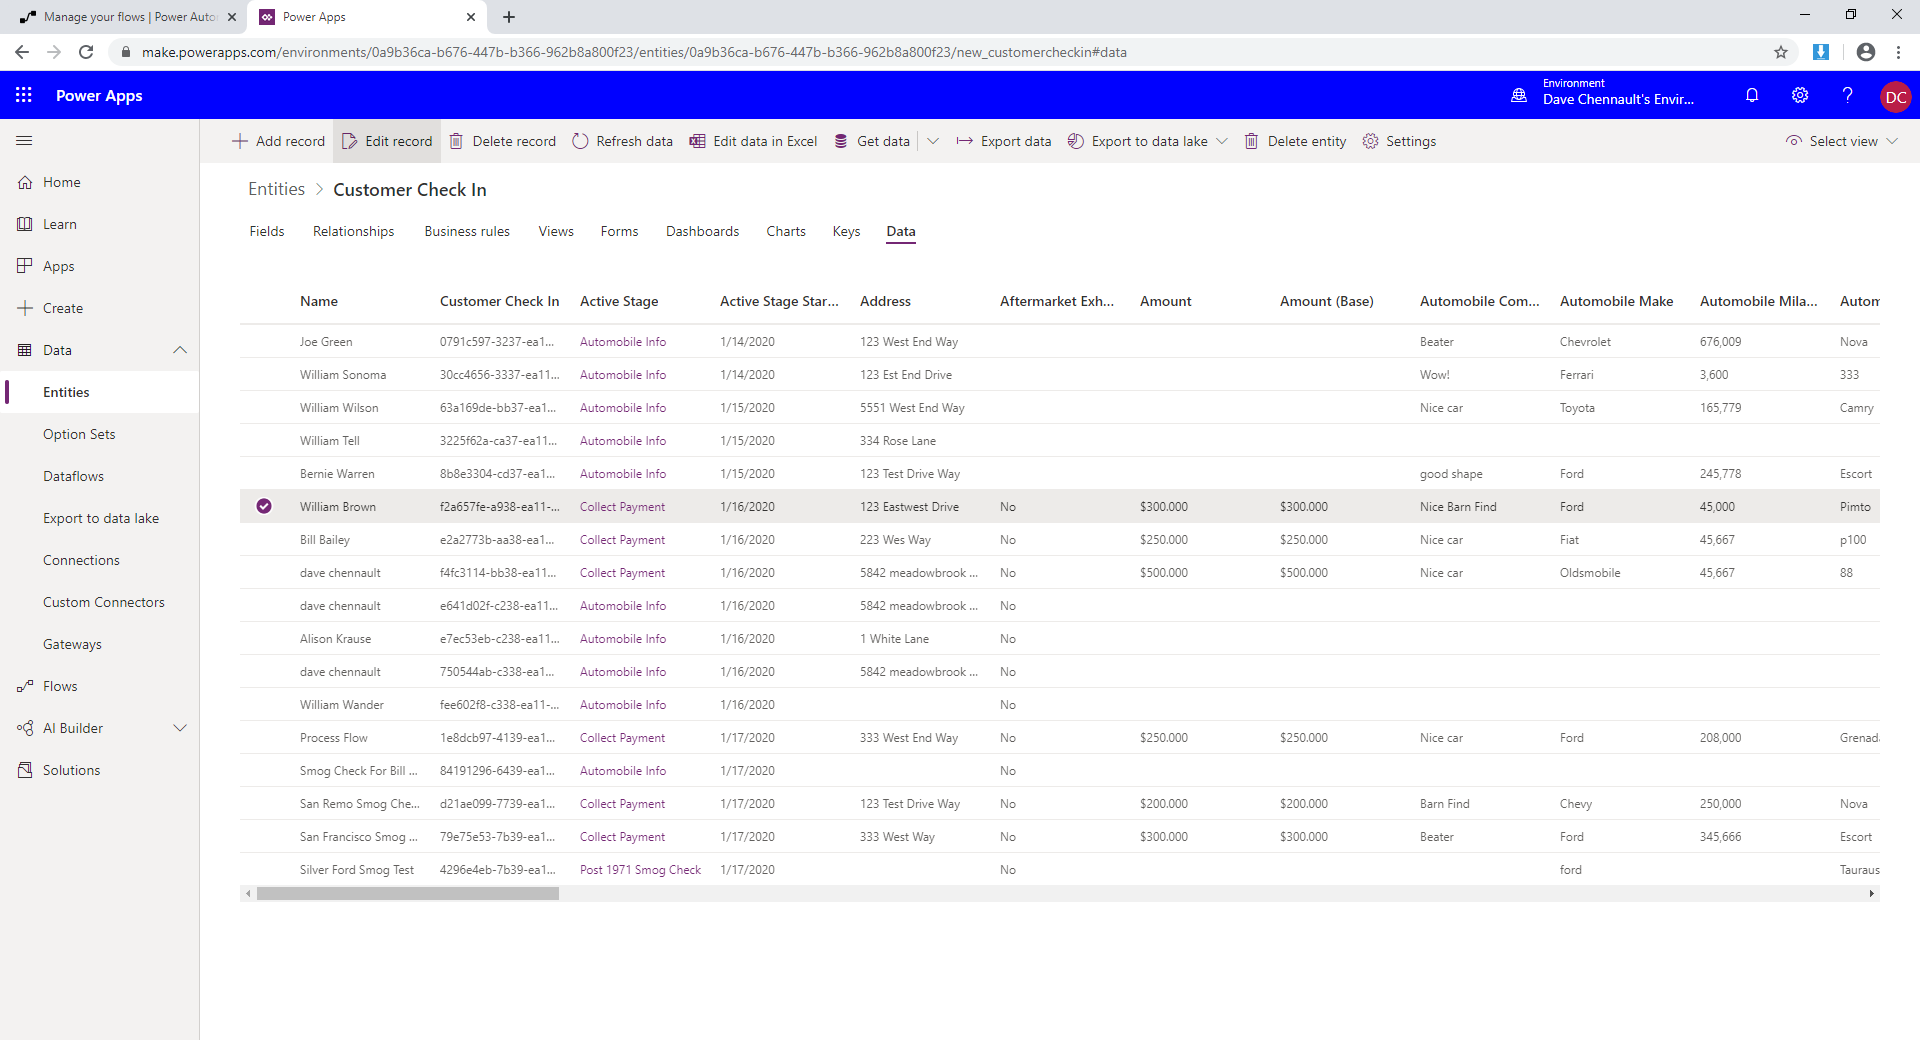 Manage your flows | Power Auto
Power Apps
make.powerapps.com/environments/0a9b36ca-b676-447b-b366-962b8a800f23/entities/0a9b36ca-b676-447b-b366-962b8a800f23/new_customercheckin#data
Power Apps
Environment
Dave Chennault's Envir...
DC
Add record Edit record Delete record Refresh data Edit data in Excel Get data Export data Export to data lake Delete entity Settings Select view
Home
Learn
Apps
Create
Data
Entities
Option Sets
Dataflows
Export to data lake
Connections
Custom Connectors
Gateways
Flows
AI Builder
Solutions
Entities > Customer Check In
Fields Relationships Business rules Views Forms Dashboards Charts Keys Data
Name Customer Check In Active Stage Active Stage Star... Address Aftermarket Exh... Amount Amount (Base) Automobile Com... Automobile Make Automobile Mila... Autom
Joe Green 0791c597-3237-ea1... Automobile Info 1/14/2020 123 West End Way Beater Chevrolet 676,009 Nova
William Sonoma 30cc4656-3337-ea11... Automobile Info 1/14/2020 123 Est End Drive Wow! Ferrari 3,600 333
William Wilson 63a169de-bb37-ea1... Automobile Info 1/15/2020 5551 West End Way Nice car Toyota 165,779 Camry
William Tell 3225f62a-ca37-ea11... Automobile Info 1/15/2020 334 Rose Lane
Bernie Warren 8b8e3304-cd37-ea1... Automobile Info 1/15/2020 123 Test Drive Way good shape Ford 245,778 Escort
William Brown f2a657fe-a938-ea11-... Collect Payment 1/16/2020 123 Eastwest Drive No $300.000 $300.000 Nice Barn Find Ford 45,000 Pimto
Bill Bailey e2a2773b-aa38-ea1... Collect Payment 1/16/2020 223 Wes Way No $250.000 $250.000 Nice car Fiat 45,667 p100
dave chennault f4fc3114-bb38-ea11... Collect Payment 1/16/2020 5842 meadowbrook ... No $500.000 $500.000 Nice car Oldsmobile 45,667 88
dave chennault e641d02f-c238-ea11... Automobile Info 1/16/2020 5842 meadowbrook ... No
Alison Krause e7ec53eb-c238-ea11... Automobile Info 1/16/2020 1 White Lane No
dave chennault 750544ab-c338-ea1... Automobile Info 1/16/2020 5842 meadowbrook ... No
William Wander fee602f8-c338-ea11-... Automobile Info 1/16/2020 No
Process Flow 1e8dcb97-4139-ea1... Collect Payment 1/17/2020 333 West End Way No $250.000 $250.000 Nice car Ford 208,000 Grenad
Smog Check For Bill ... 84191296-6439-ea1... Automobile Info 1/17/2020 No
San Remo Smog Che... d21ae099-7739-ea1... Collect Payment 1/17/2020 123 Test Drive Way No $200.000 $200.000 Barn Find Chevy 250,000 Nova
San Francisco Smog ... 79e75e53-7b39-ea1... Collect Payment 1/17/2020 333 West Way No $300.000 $300.000 Beater Ford 345,666 Escort
Silver Ford Smog Test 4296e4eb-7b39-ea1... Post 1971 Smog Check 1/17/2020 No ford Tauraus